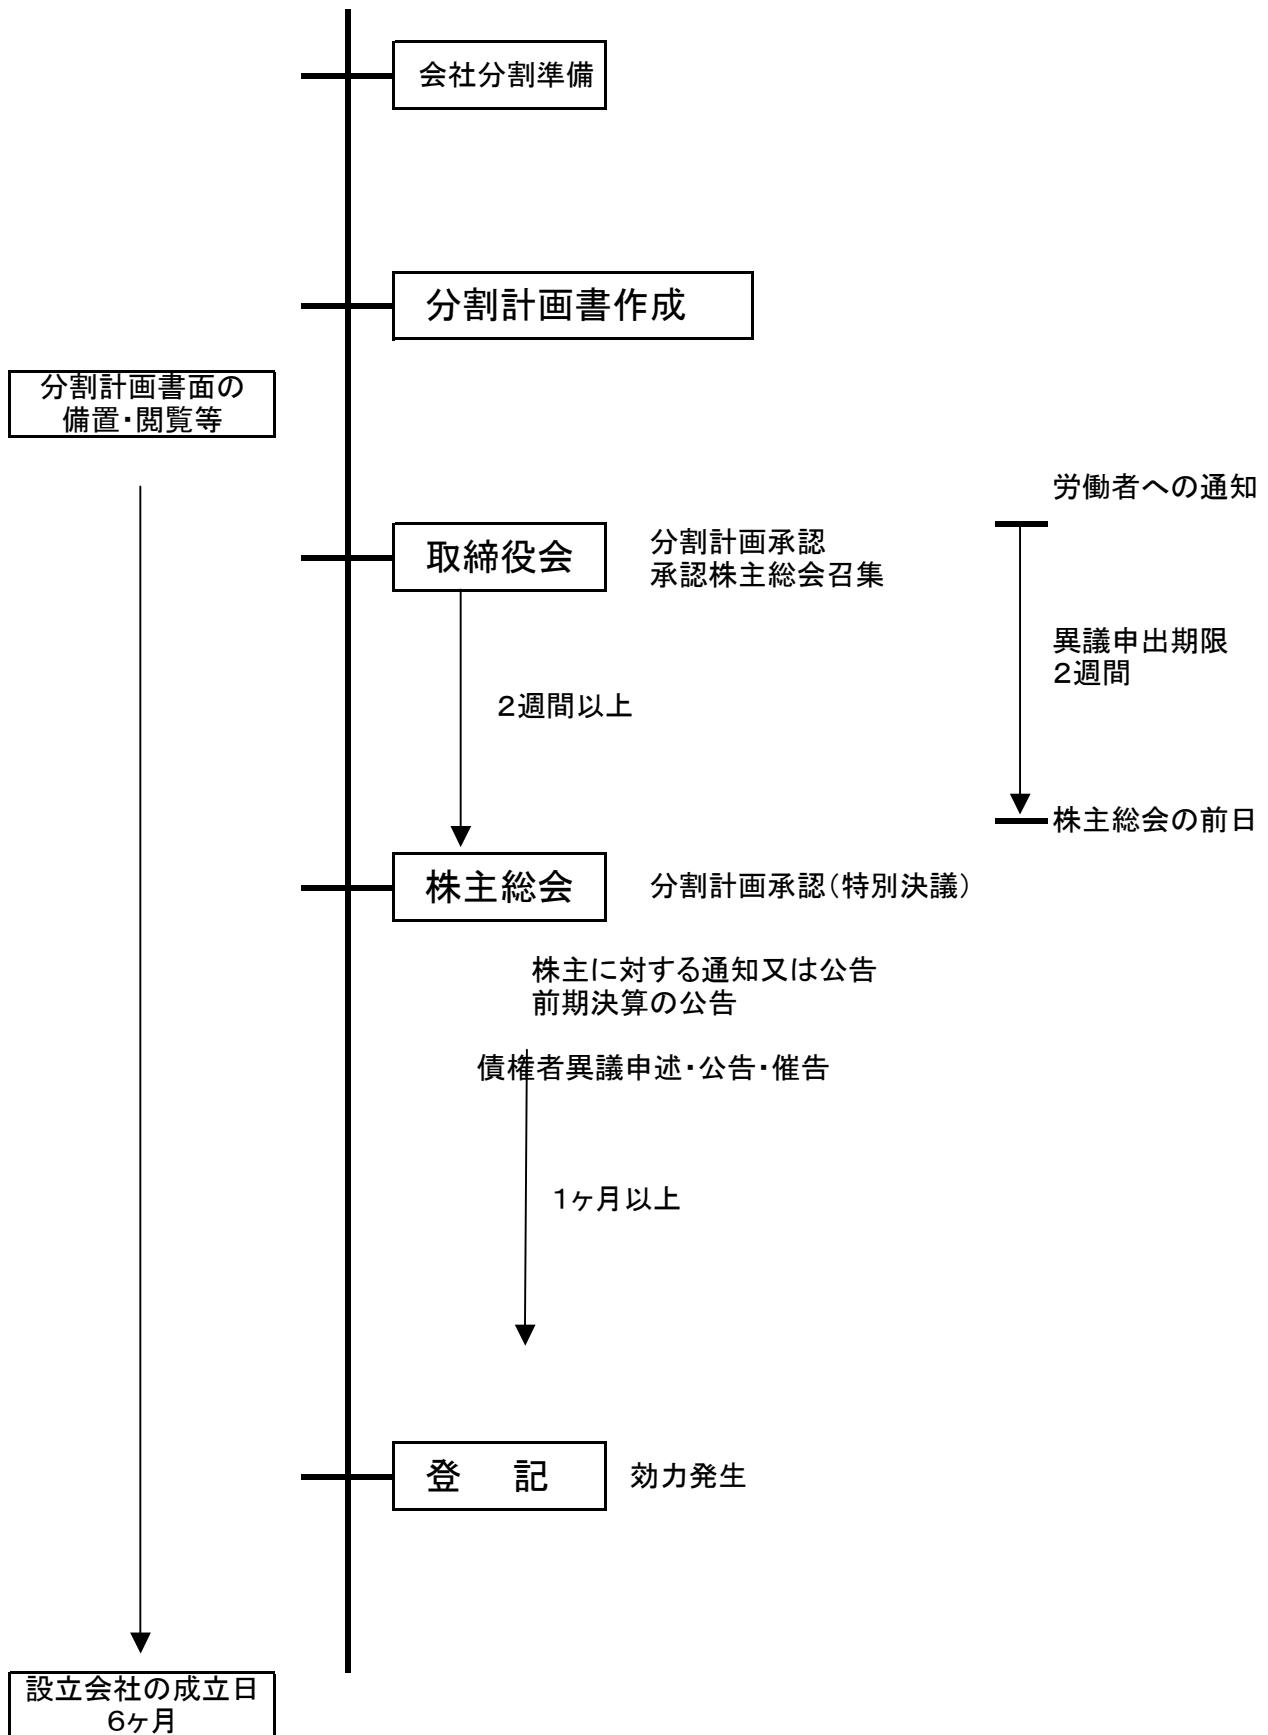 会社分割準備
分割計画書作成
分割計画書面の
備置・閲覧等
労働者への通知
取締役会
分割計画承認
承認株主総会召集
異議申出期限
2週間
2週間以上
株主総会の前日
株主総会
分割計画承認(特別決議)
株主に対する通知又は公告
前期決算の公告
債権者異議申述・公告・催告
1ヶ月以上
登　記
効力発生
設立会社の成立日
6ヶ月